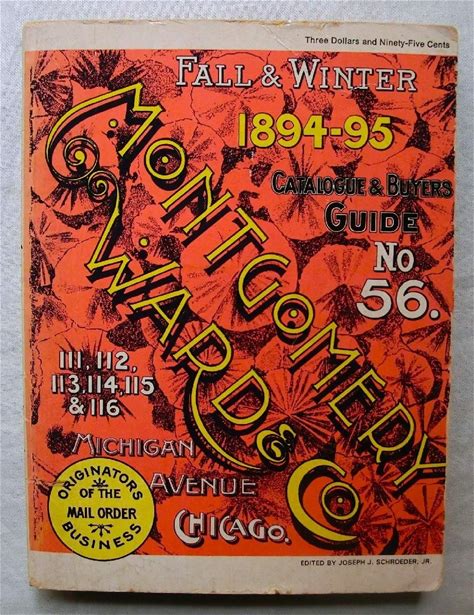 Three Dollars and Ninety-Five Cents
FALL & WINTER
1894-95
CATALOGUE & BUYERS
GUIDE
No
56.
MONTGOMERY
WARD & Co
111, 112,
113, 114, 115
& 116
MICHIGAN
AVENUE
CHICAGO.
ORIGINATORS
OF THE
MAIL ORDER
BUSINESS
EDITED BY JOSEPH J. SCHROEDER, JR.